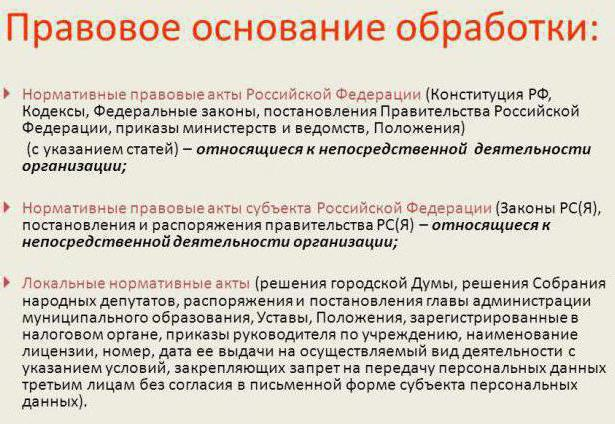 Правовое основание обработки:
Нормативные правовые акты Российской Федерации (Конституция РФ,
Кодексы, Федеральные законы, постановления Правительства Российской
Федерации, приказы министерств и ведомств, Положения)
(с указанием статей) – относящиеся к непосредственной деятельности
организации;
Нормативные правовые акты субъекта Российской Федерации (Законы РС(Я),
постановления и распоряжения правительства РС(Я) – относящиеся к
непосредственной деятельности организации;
Локальные нормативные акты (решения городской Думы, решения Собрания
народных депутатов, распоряжения и постановления главы администрации
муниципального образования, Уставы, Положения, зарегистрированные в
налоговом органе, приказы руководителя по учреждению, наименование
лицензии, номер, дата ее выдачи на осуществляемый вид деятельности с
указанием условий, закрепляющих запрет на передачу персональных данных
третьим лицам без согласия в письменной форме субъекта персональных
данных).